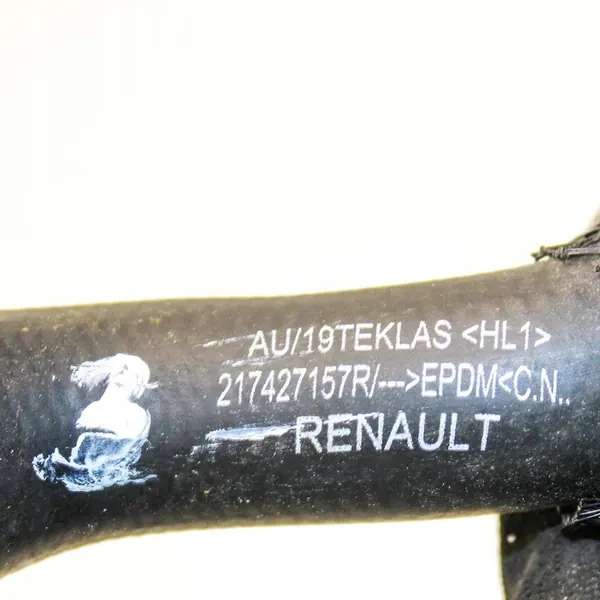 AU/19TEKLAS <HL1>
217427157R/--->EPDM<C.N..
RENAULT